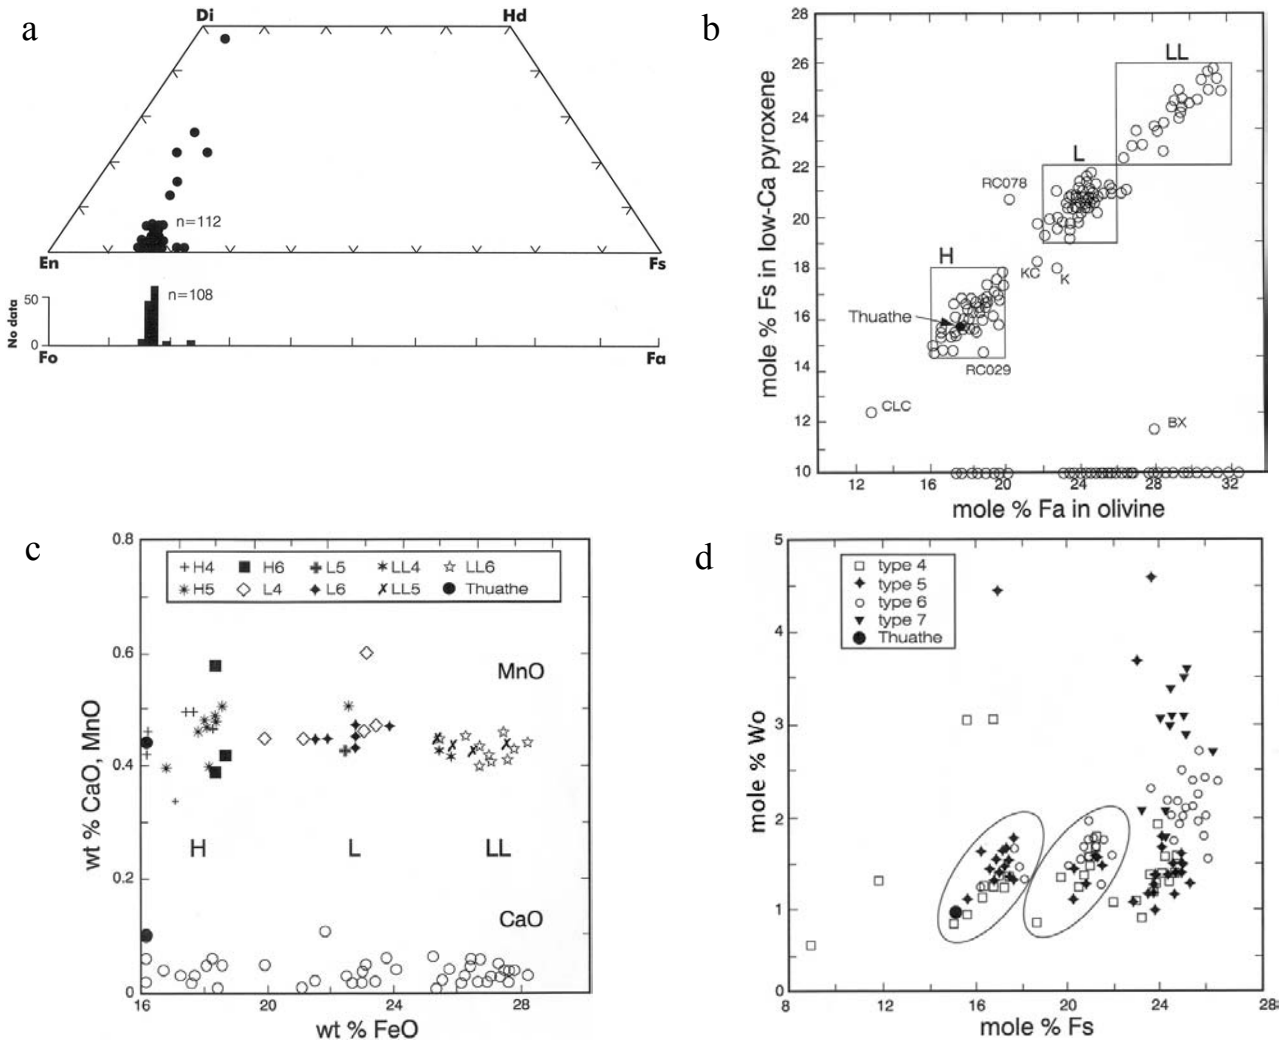 a
Di
Hd
n=112
En
Fs
No data
50
0
n=108
Fo
Fa
b
mole % Fs in low-Ca pyroxene
28
26
24
22
20
18
16
14
12
10
LL
L
RC078
H
KC
K
Thuathe
RC029
CLC
BX
12
16
20
24
28
32
mole % Fa in olivine
c
wt % CaO, MnO
0.8
0.6
0.4
0.2
0
H4
H6
L5
LL4
LL6
H5
L4
L6
LL5
Thuathe
MnO
H
L
LL
CaO
16
20
24
28
wt % FeO
d
mole % Wo
5
4
3
2
1
0
type 4
type 5
type 6
type 7
Thuathe
8
12
16
20
24
28
mole % Fs